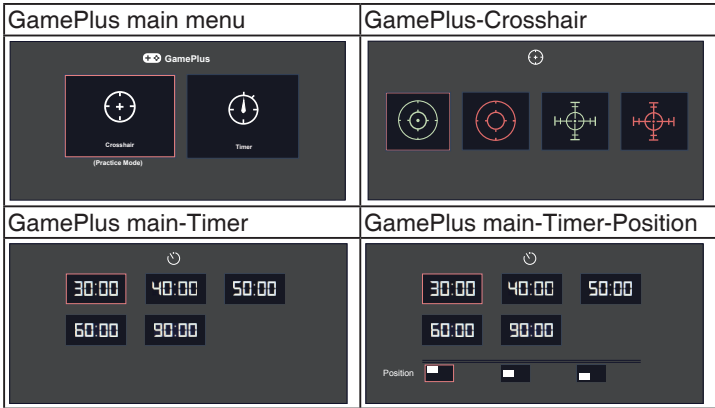 GamePlus main menu
GamePlus-Crosshair
GamePlus
Crosshair
Timer
(Practice Mode)
GamePlus main-Timer
GamePlus main-Timer-Position
30:00 40:00 50:00
60:00 90:00
30:00 40:00 50:00
60:00 90:00
Position